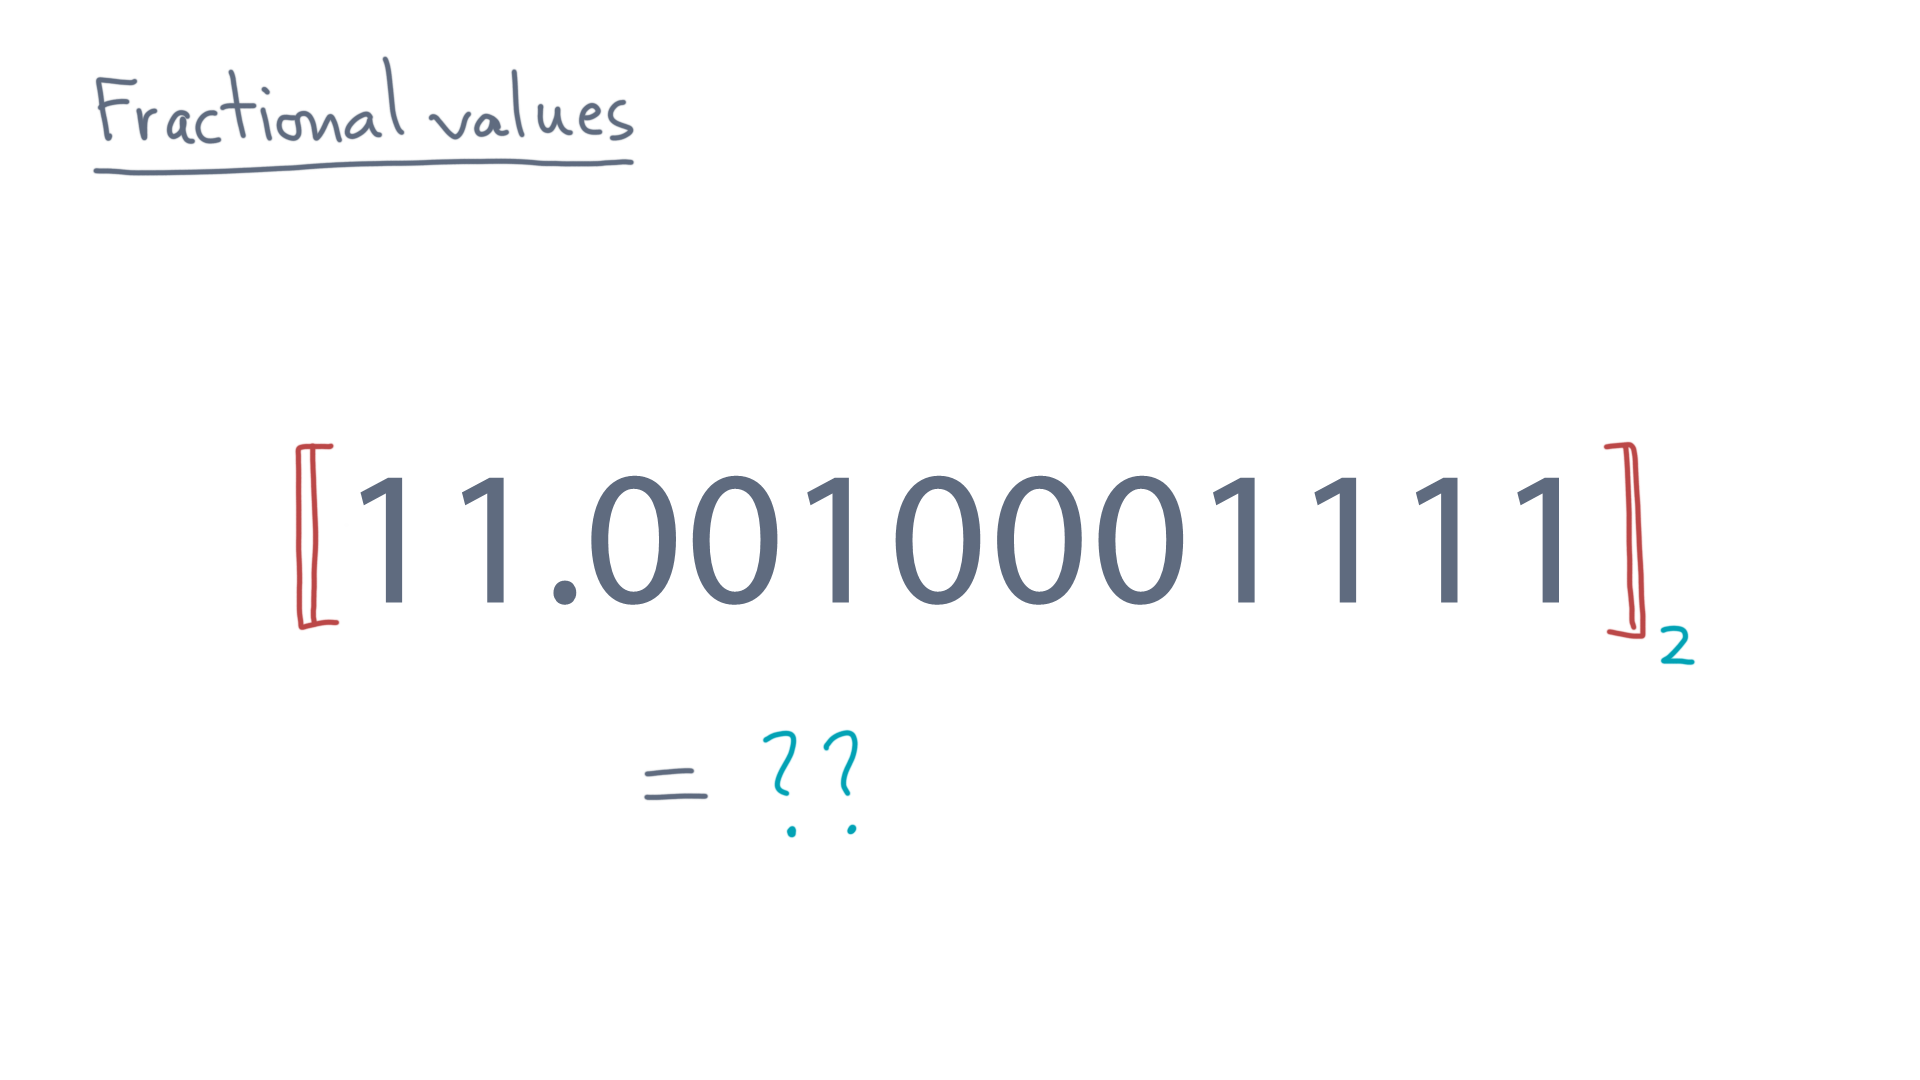 Fractional values
[11.0010001111]₂
= ??